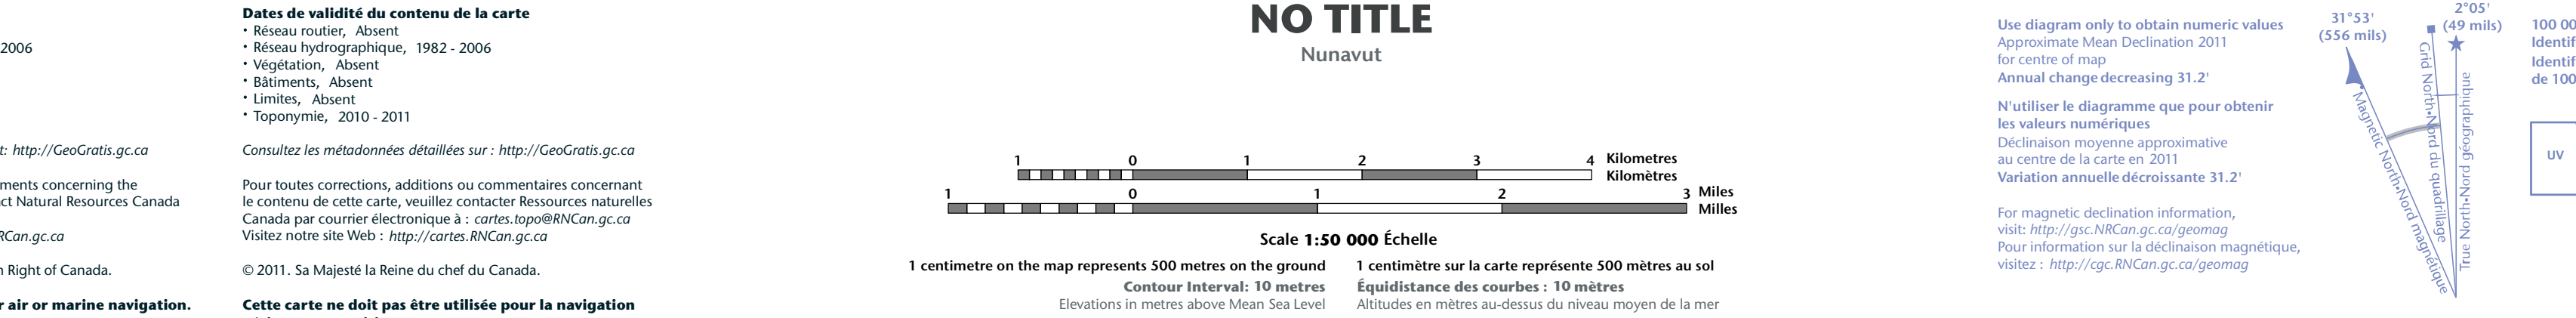 2006
t: http://GeoGratis.gc.ca
ments concerning the
ct Natural Resources Canada
RCan.gc.ca
n Right of Canada.
r air or marine navigation.
Dates de validité du contenu de la carte
• Réseau routier, Absent
• Réseau hydrographique, 1982 - 2006
• Végétation, Absent
• Bâtiments, Absent
• Limites, Absent
• Toponymie, 2010 - 2011
Consultez les métadonnées détaillées sur : http://GeoGratis.gc.ca
Pour toutes corrections, additions ou commentaires concernant
le contenu de cette carte, veuillez contacter Ressources naturelles
Canada par courrier électronique à : cartes.topo@RNCan.gc.ca
Visitez notre site Web : http://cartes.RNCan.gc.ca
© 2011. Sa Majesté la Reine du chef du Canada.
Cette carte ne doit pas être utilisée pour la navigation
NO TITLE
Nunavut
1 0 1 2 3 4 Kilometres
Kilomètres
1 0 1 2 3 Miles
Milles
Scale 1:50 000 Échelle
1 centimetre on the map represents 500 metres on the ground
Contour Interval: 10 metres
Elevations in metres above Mean Sea Level
1 centimètre sur la carte représente 500 mètres au sol
Équidistance des courbes : 10 mètres
Altitudes en mètres au-dessus du niveau moyen de la mer
Use diagram only to obtain numeric values
Approximate Mean Declination 2011
for centre of map
Annual change decreasing 31.2'
N'utiliser le diagramme que pour obtenir
les valeurs numériques
Déclinaison moyenne approximative
au centre de la carte en 2011
Variation annuelle décroissante 31.2'
For magnetic declination information,
visit: http://gsc.NRCan.gc.ca/geomag
Pour information sur la déclinaison magnétique,
visitez : http://cgc.RNCan.gc.ca/geomag
31°53'
(556 mils)
2°05'
(49 mils)
Magnetic North•Nord magnétique
Grid North•Nord du quadrillage
True North•Nord géographique
100 00
Identif
Identif
de 100
UV